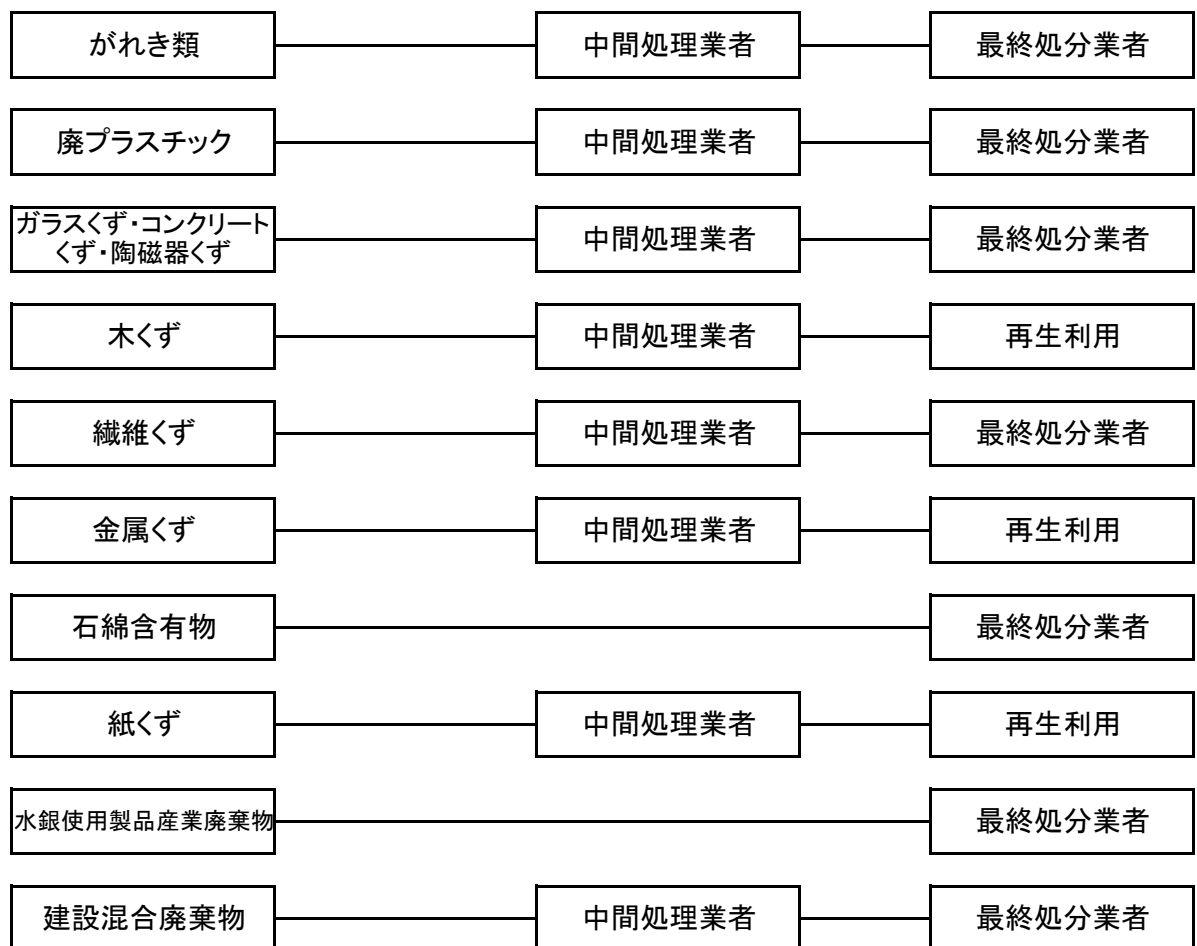 がれき類
中間処理業者
最終処分業者
廃プラスチック
中間処理業者
最終処分業者
ガラスくず・コンクリート
くず・陶磁器くず
中間処理業者
最終処分業者
木くず
中間処理業者
再生利用
繊維くず
中間処理業者
最終処分業者
金属くず
中間処理業者
再生利用
石綿含有物
最終処分業者
紙くず
中間処理業者
再生利用
水銀使用製品産業廃棄物
最終処分業者
建設混合廃棄物
中間処理業者
最終処分業者